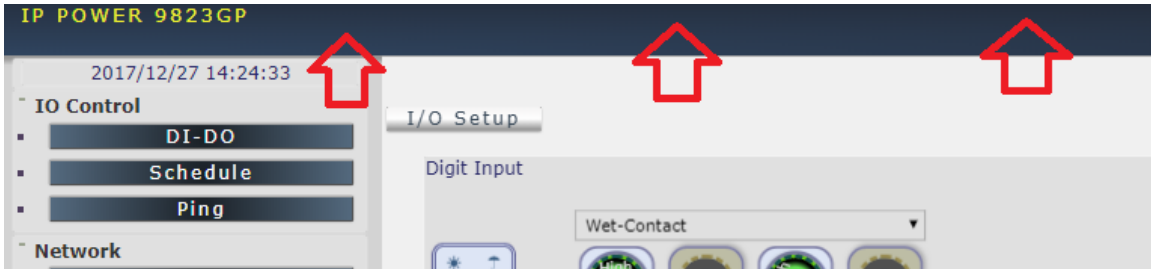 IP POWER 9823GP
2017/12/27 14:24:33
IO Control
DI-DO
Schedule
Ping
Network
I/O Setup
Digit Input
Wet-Contact
High